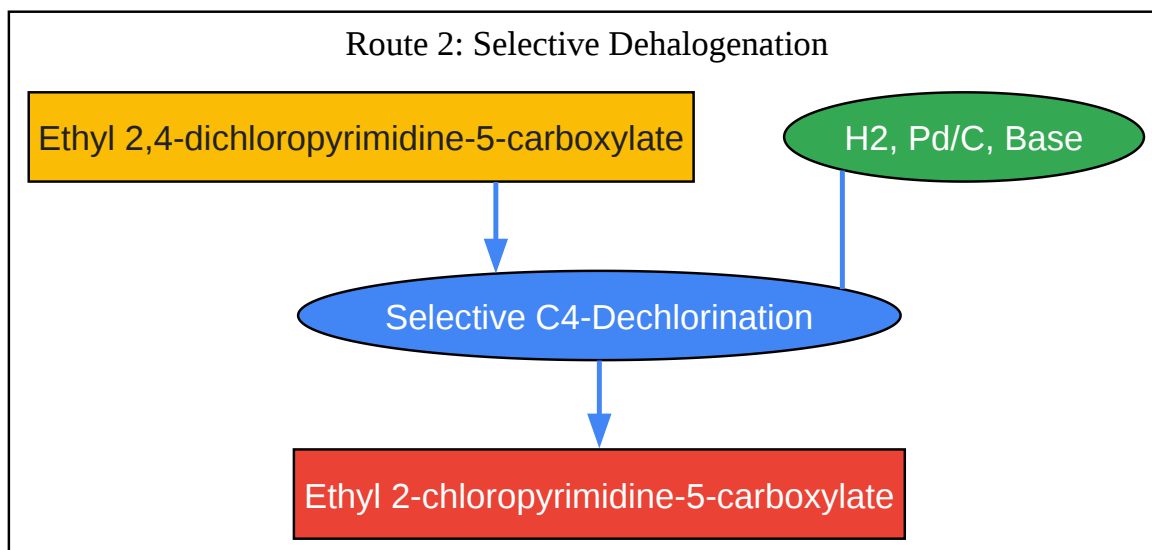 Route 2: Selective Dehalogenation
Ethyl 2,4-dichloropyrimidine-5-carboxylate
H2, Pd/C, Base
Selective C4-Dechlorination
Ethyl 2-chloropyrimidine-5-carboxylate